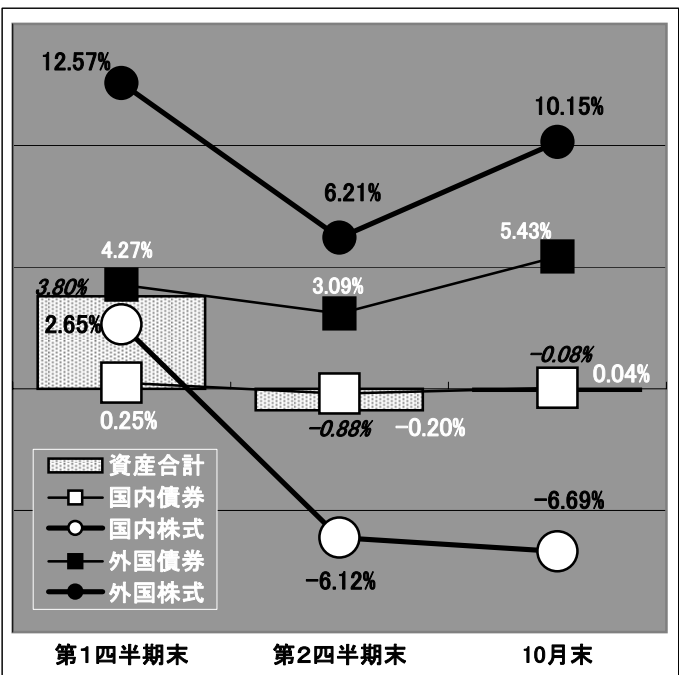 12.57%
10.15%
6.21%
5.43%
4.27%
3.80%
3.09%
2.65%
-0.08%
0.04%
0.25%
-0.88%
-0.20%
資産合計
国内債券
国内株式
外国債券
外国株式
-6.69%
-6.12%
第1四半期末 第2四半期末 10月末